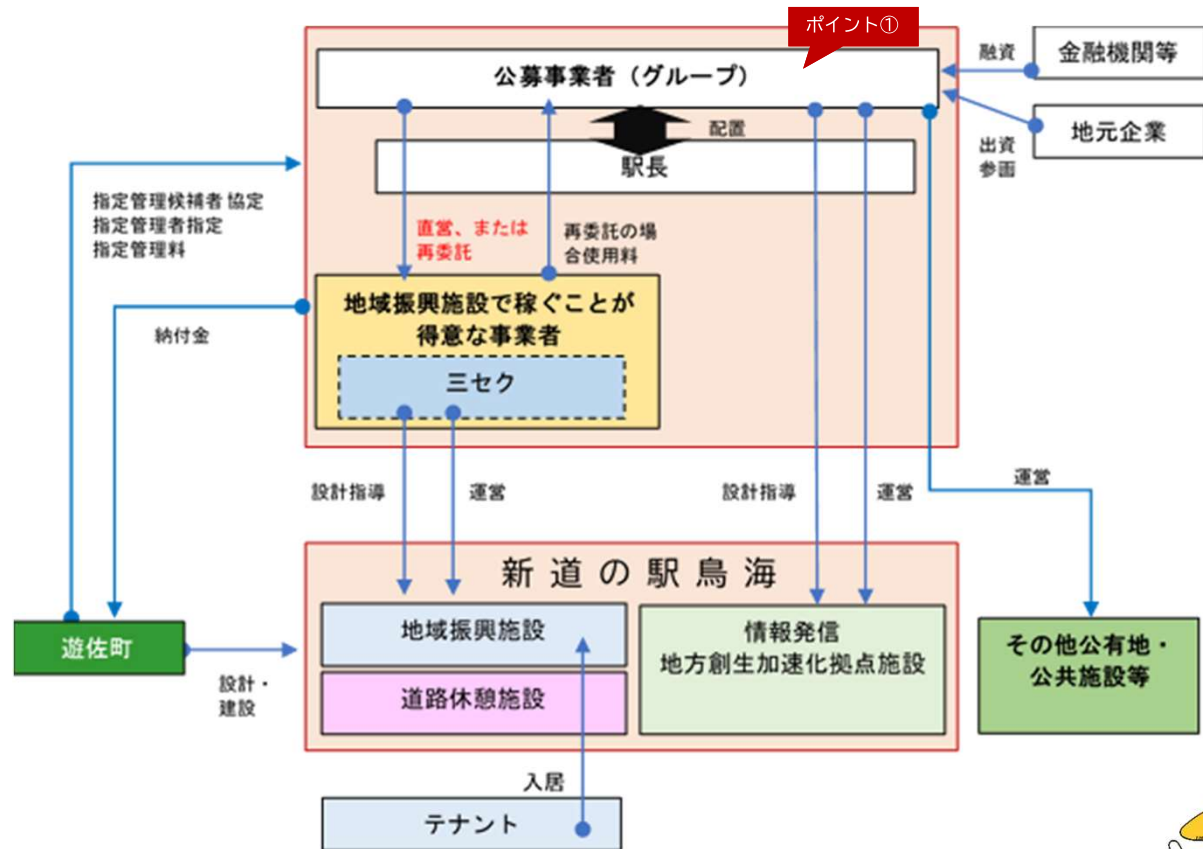 ポイント①
公募事業者（グループ）
融資
金融機関等
配置
駅長
出資
参画
地元企業
指定管理候補者 協定
指定管理者指定
指定管理料
直営、または
再委託
再委託の場
合使用料
納付金
地域振興施設で稼ぐことが
得意な事業者
三セク
設計指導
運営
設計指導
運営
運営
新道の駅鳥海
遊佐町
設計・
建設
地域振興施設
道路休憩施設
情報発信
地方創生加速化拠点施設
その他公有地・
公共施設等
入居
テナント